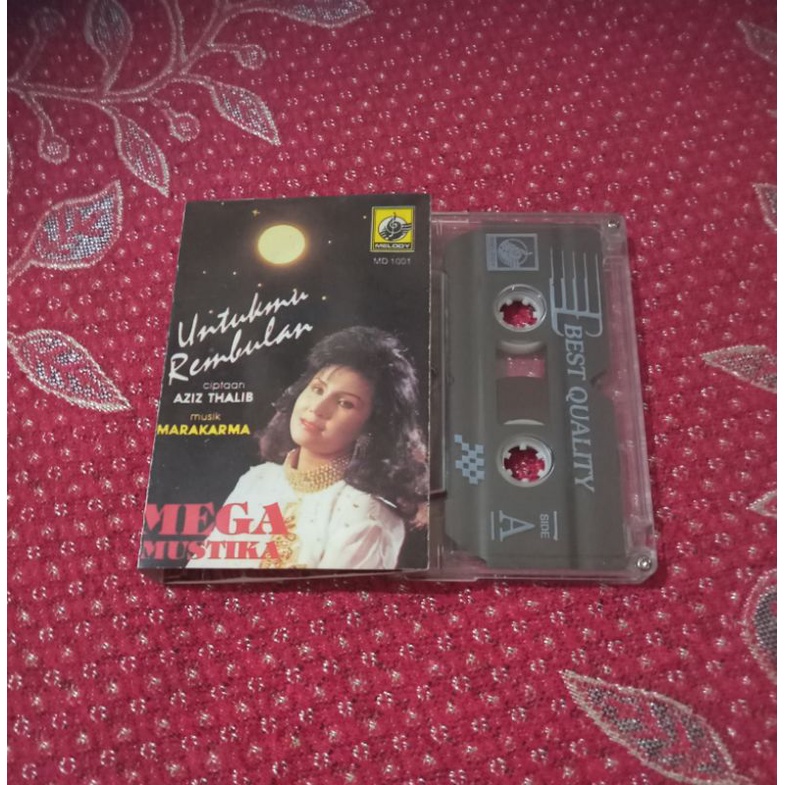 MELODY
MD 1001
Untukmu
Rembulan
ciptaan
AZIZ THALIB
musik
MARAKARMA
MEGA
MUSTIKA
BEST QUALITY
SIDE
A